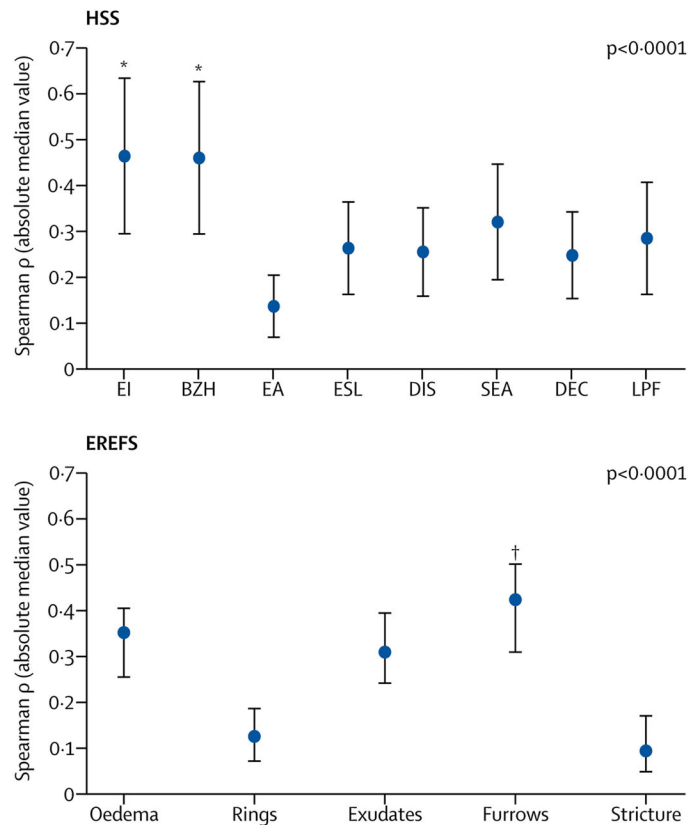 HSS
p<0·0001
Spearman ρ (absolute median value)
0·7
0·6
0·5
0·4
0·3
0·2
0·1
0
*
*
EI BZH EA ESL DIS SEA DEC LPF
EREFS
p<0·0001
Spearman ρ (absolute median value)
0·7
0·6
0·5
0·4
0·3
0·2
0·1
0
†
Oedema Rings Exudates Furrows Stricture